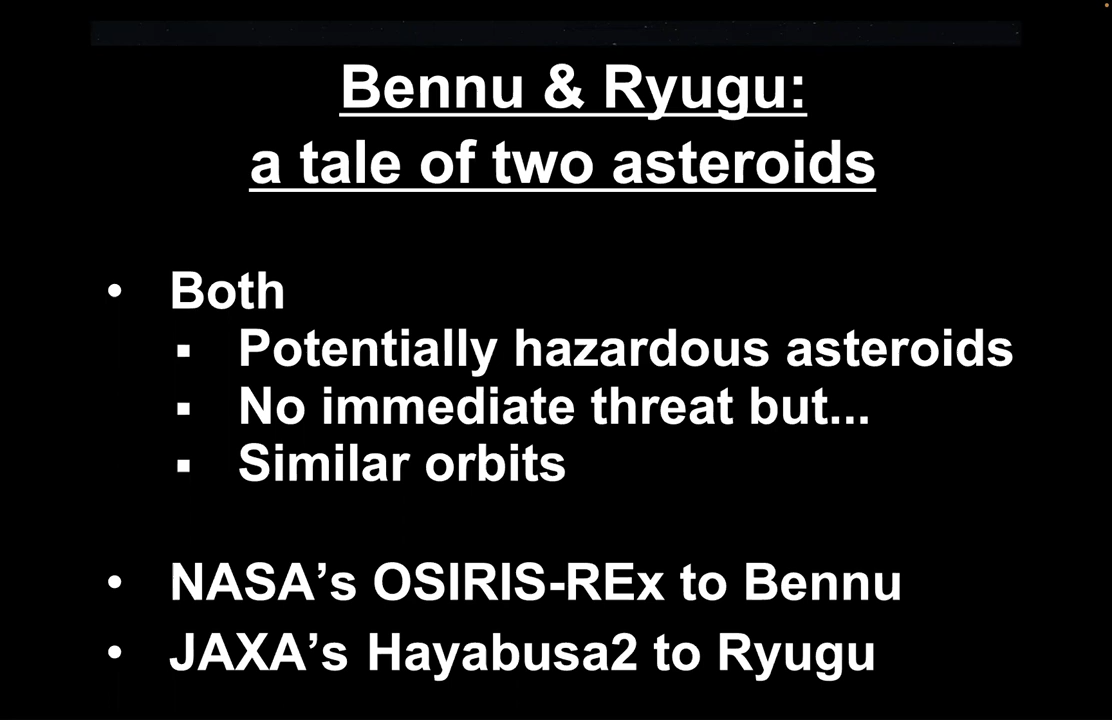 Bennu & Ryugu:
a tale of two asteroids
• Both
▪ Potentially hazardous asteroids
▪ No immediate threat but...
▪ Similar orbits
• NASA’s OSIRIS-REx to Bennu
• JAXA’s Hayabusa2 to Ryugu